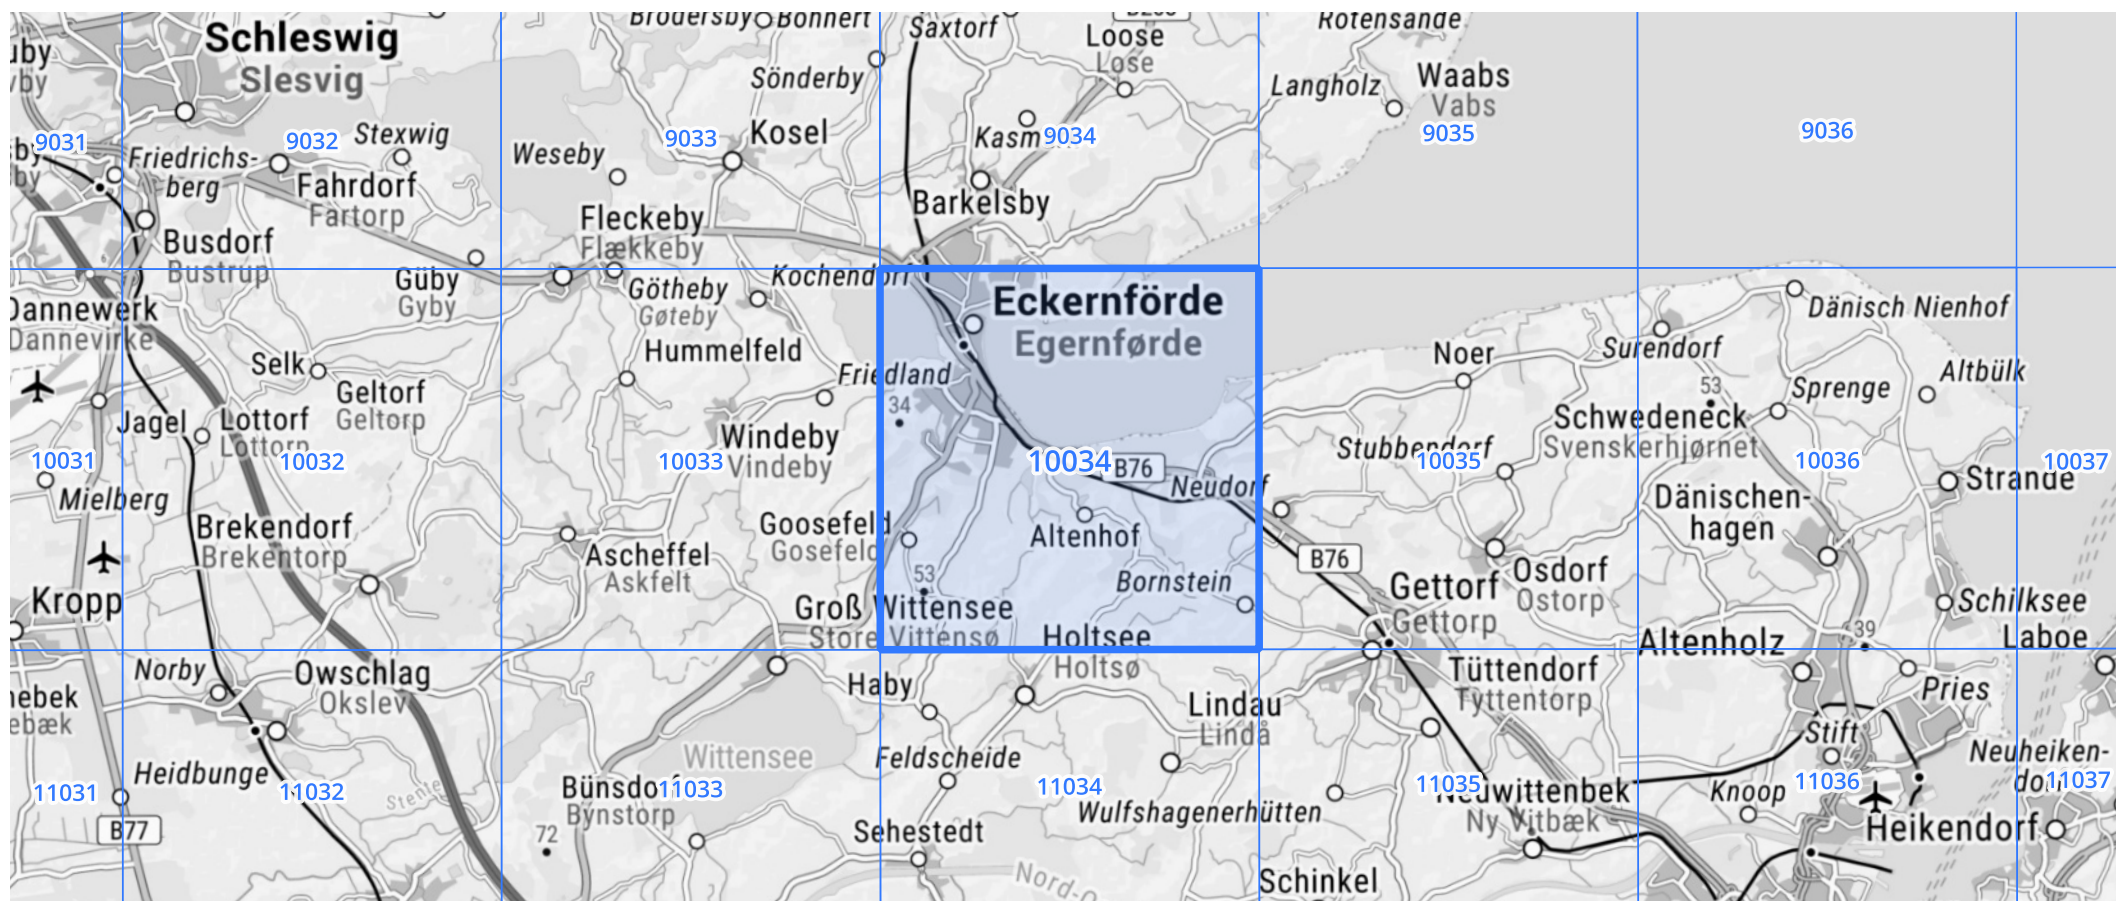 Schleswig
Slesvig
Brodersby
Bohnert
Saxtorf
Loose
Lose
Rotensande
Sönderby
Langholz
Waabs
Vabs
9031
9032
Stexwig
9033
Kosel
Kasm
9034
9035
9036
Friedrichs-
berg
Weseby
Fahrdorf
Fartorp
Barkelsby
Fleckeby
Flækkeby
Busdorf
Bustrup
Güby
Gyby
Götheby
Gøteby
Kochendorf
Eckernförde
Egernførde
Dänisch Nienhof
Dannewerk
Dannevirke
Hummelfeld
Noer
Surendorf
Selk
Geltorf
Geltorp
Friedland
34
53
Sprenge
Altbülk
Jagel
Lottorf
Lottorp
Windeby
Vindeby
Schwedeneck
Svenskerhjørnet
Stubbendorf
10031
10032
10033
10034
B76
10035
10036
10037
Mielberg
Neudorf
Strande
Dänischen-
hagen
Brekendorf
Brekentorp
Goosefeld
Gosefeld
Altenhof
Ascheffel
Askfelt
B76
Osdorf
Ostorp
53
Bornstein
Gettorf
Gettorp
Kropp
Groß Wittensee
Store Vittensø
Holtsee
Holtsø
Schilksee
39
Laboe
Altenholz
Norby
Owschlag
Okslev
Haby
Tüttendorf
Tyttentorp
Pries
nebek
ebæk
Lindau
Lindå
Wittensee
Feldscheide
Stift
Neuheiken-
Heidbunge
11031
11032
Bünsdo
Bynstorp
11033
11034
11035
Knoop
11036
11037
Wulfshagenerhütten
Neuwittenbek
Ny Vitbæk
B77
72
Sehestedt
Heikendorf
Schinkel
Nord-O